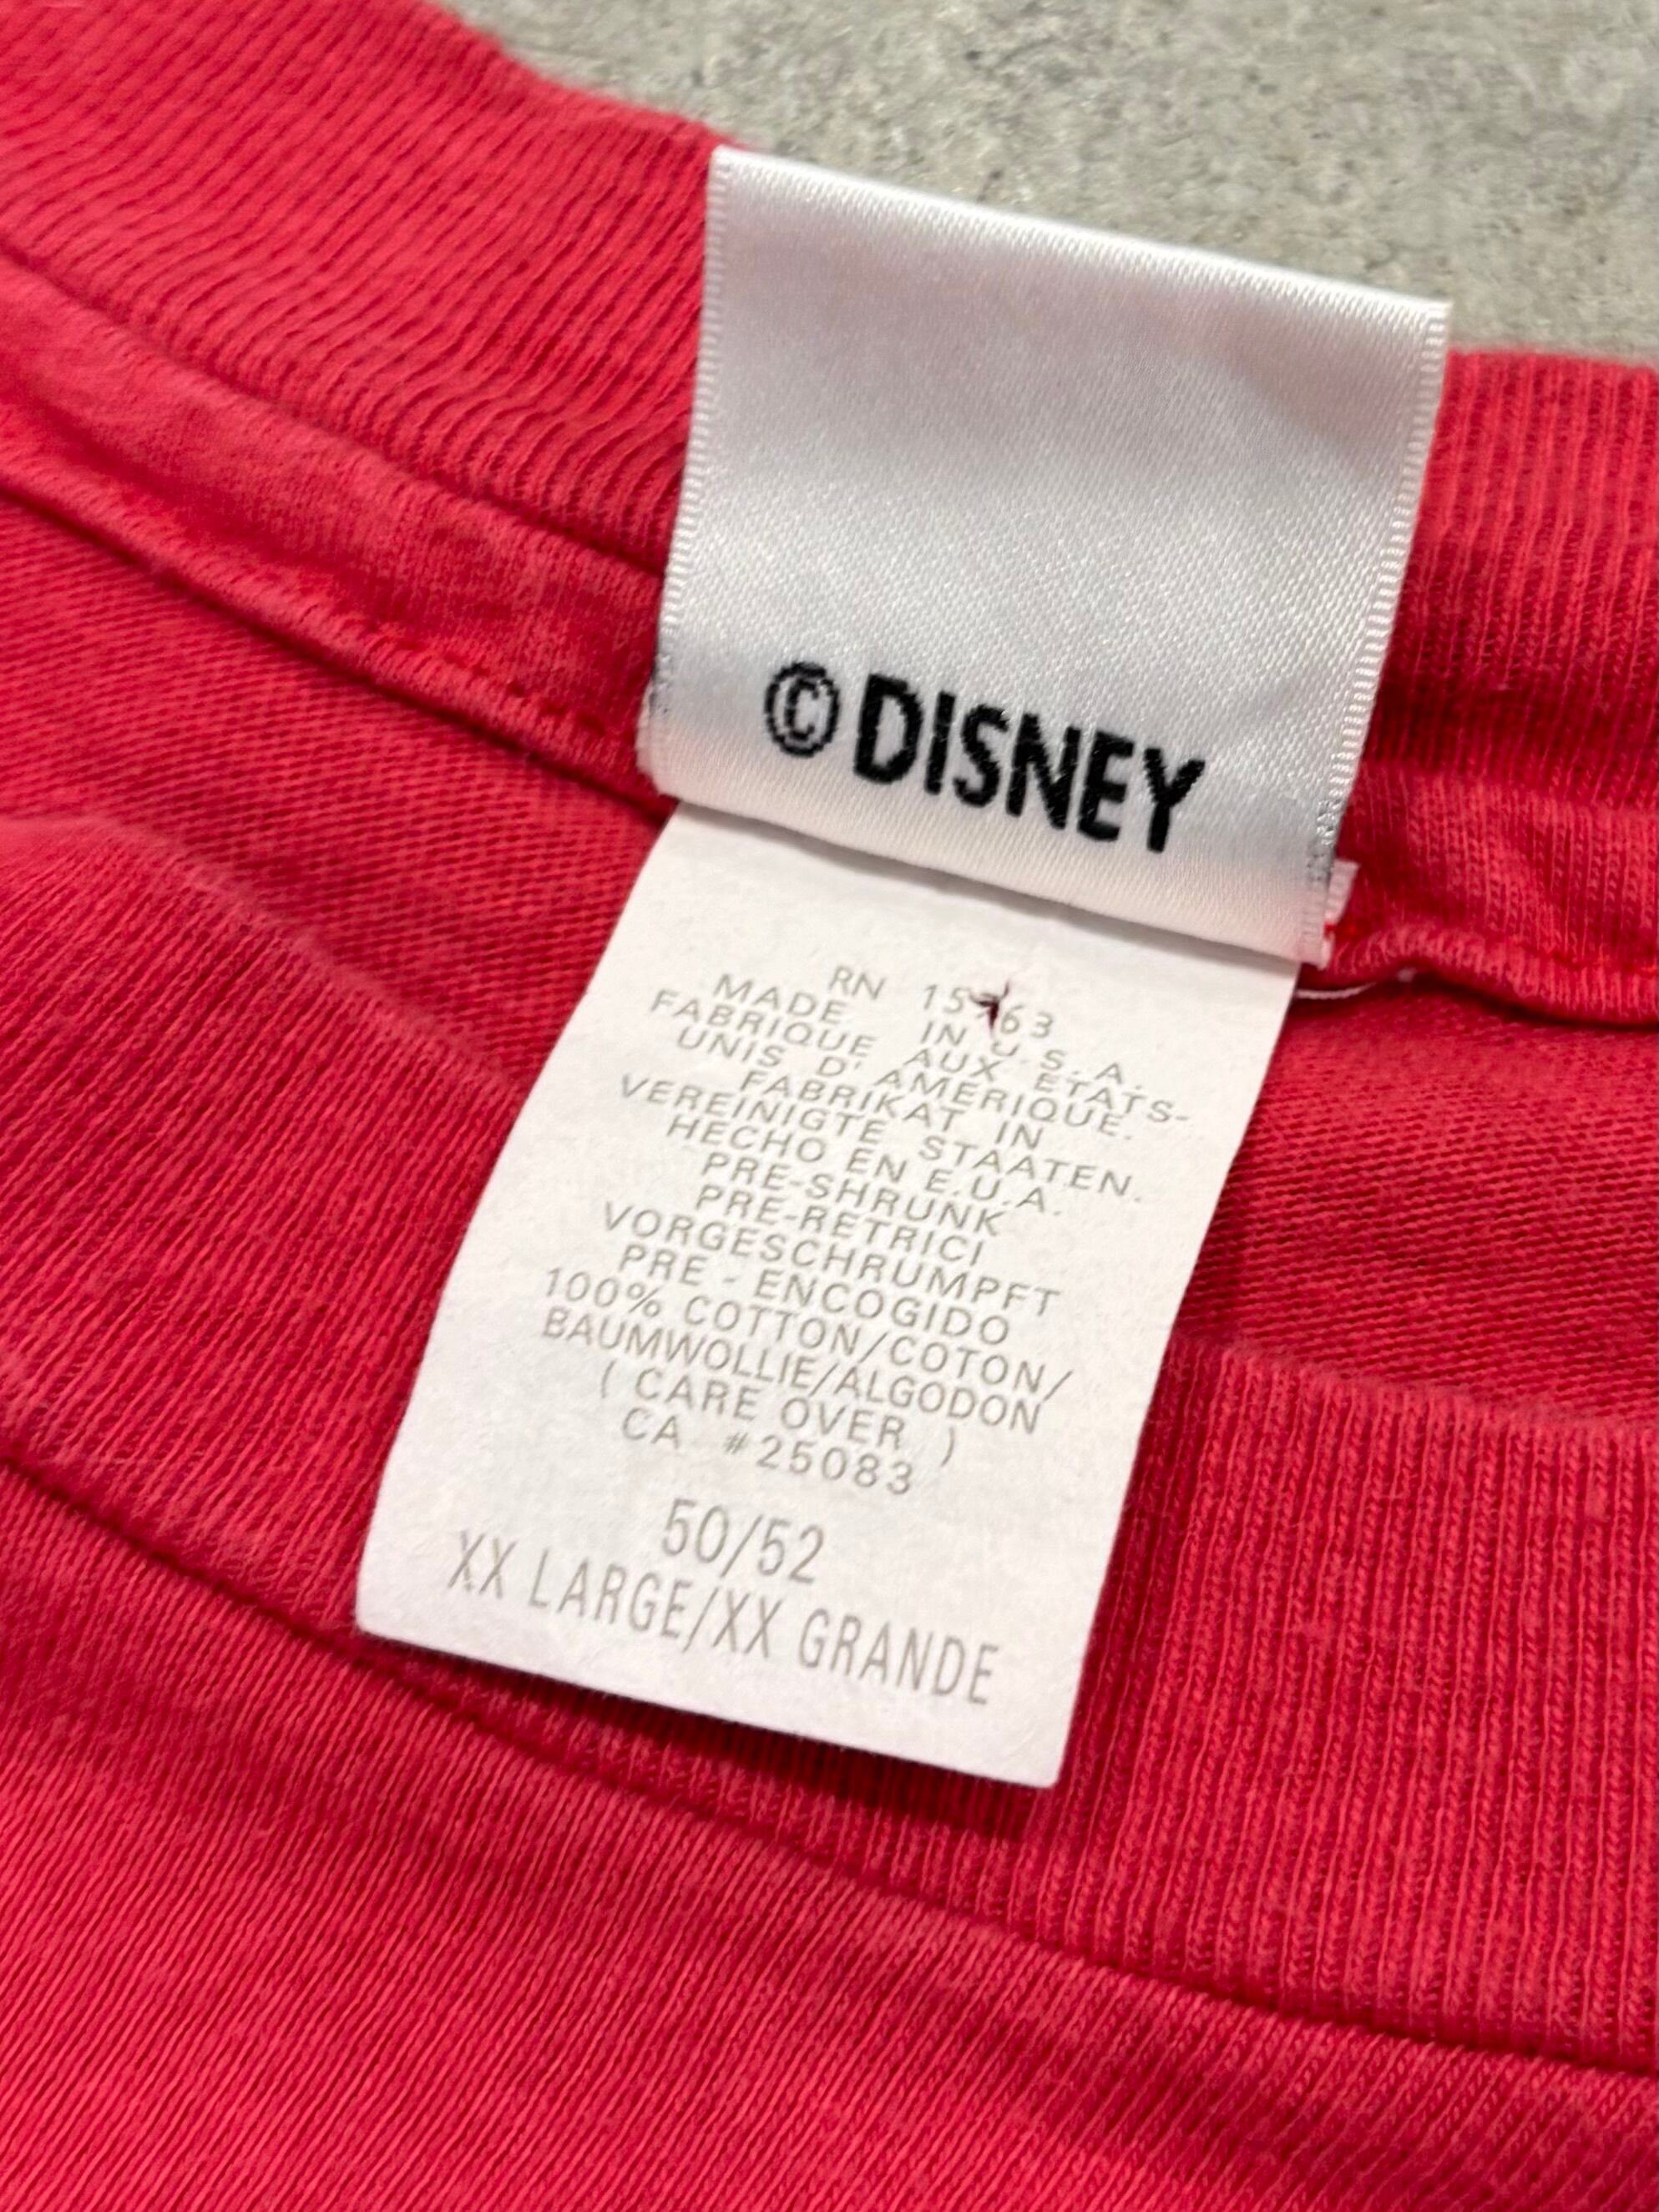 © DISNEY
RN
MADE IN U.S.A.
FABRIQUE AUX ETATS-
UNIS D'AMERIQUE.
FABRIKAT IN
VEREINIGTE STAATEN.
HECHO EN E.U.A.
PRE-SHRUNK
PRE-RETRICI
VORGESCHRUMPFT
PRE - ENCOGIDO
100% COTTON/COTON/
BAUMWOLLIE/ALGODON
( CARE OVER )
CA #25083
50/52
XX LARGE/XX GRANDE